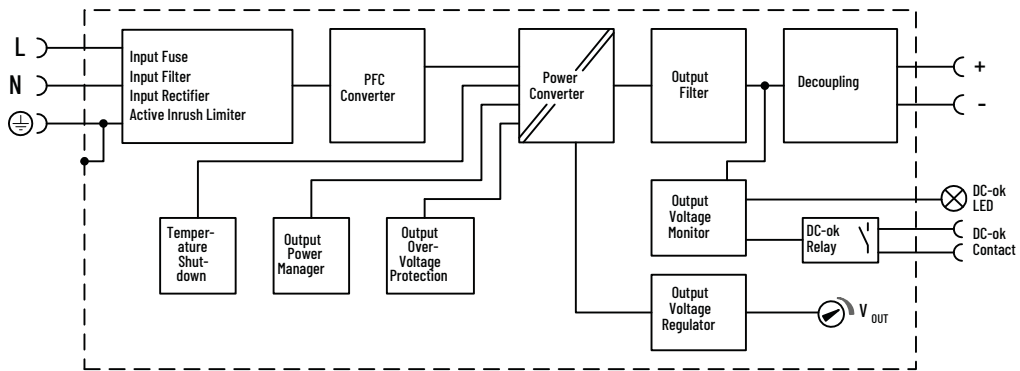 L
N
Input Fuse
Input Filter
Input Rectifier
Active Inrush Limiter
PFC
Converter
Power
Converter
Output
Filter
Decoupling
+
-
Temper-
ature
Shut-
down
Output
Power
Manager
Output
Over-
Voltage
Protection
Output
Voltage
Monitor
DC-ok
LED
DC-ok
Relay
DC-ok
Contact
Output
Voltage
Regulator
V OUT